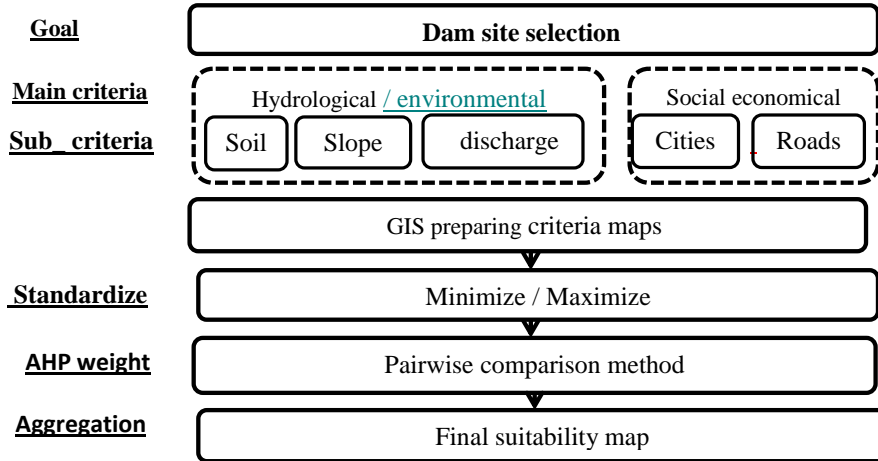 Goal
Dam site selection
Main criteria
Hydrological / environmental
Social economical
Sub_ criteria
Soil
Slope
discharge
Cities
Roads
GIS preparing criteria maps
Standardize
Minimize / Maximize
AHP weight
Pairwise comparison method
Aggregation
Final suitability map